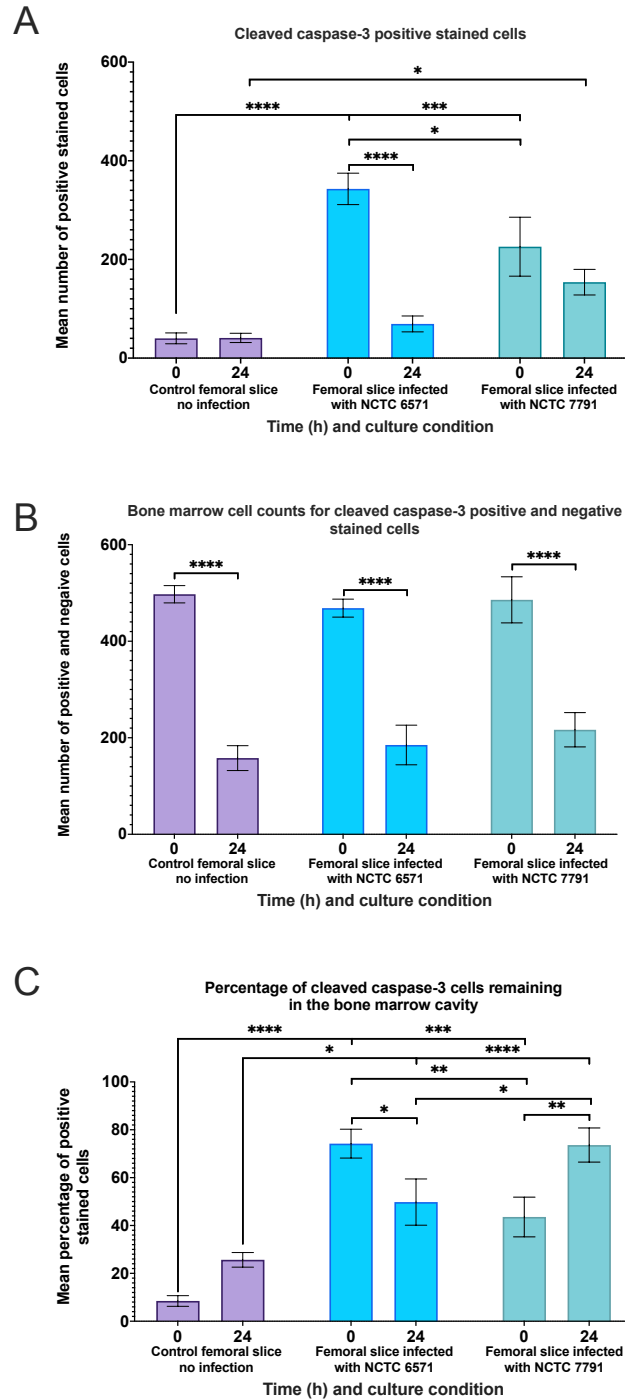 A
Cleaved caspase-3 positive stained cells
Mean number of positive stained cells
600
400
200
0
*
**** ***
*
****
0 24 0 24 0 24
Control femoral slice no infection
Femoral slice infected with NCTC 6571
Femoral slice infected with NCTC 7791
Time (h) and culture condition
B
Bone marrow cell counts for cleaved caspase-3 positive and negative
stained cells
Mean number of positive and negaive cells
600
400
200
0
**** **** ****
0 24 0 24 0 24
Control femoral slice no infection
Femoral slice infected with NCTC 6571
Femoral slice infected with NCTC 7791
Time (h) and culture condition
C
Percentage of cleaved caspase-3 cells remaining
in the bone marrow cavity
Mean percentage of positive
stained cells
100
80
60
40
20
0
**** ***
* ****
**
*
* **
0 24 0 24 0 24
Control femoral slice no infection
Femoral slice infected with NCTC 6571
Femoral slice infected with NCTC 7791
Time (h) and culture condition